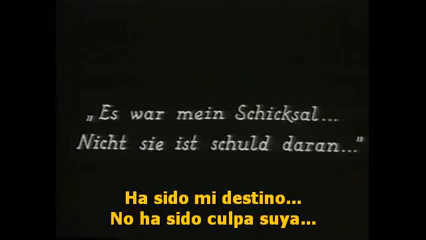 „Es war mein Schicksal...
Nicht sie ist schuld daran..."
Ha sido mi destino...
No ha sido culpa suya...